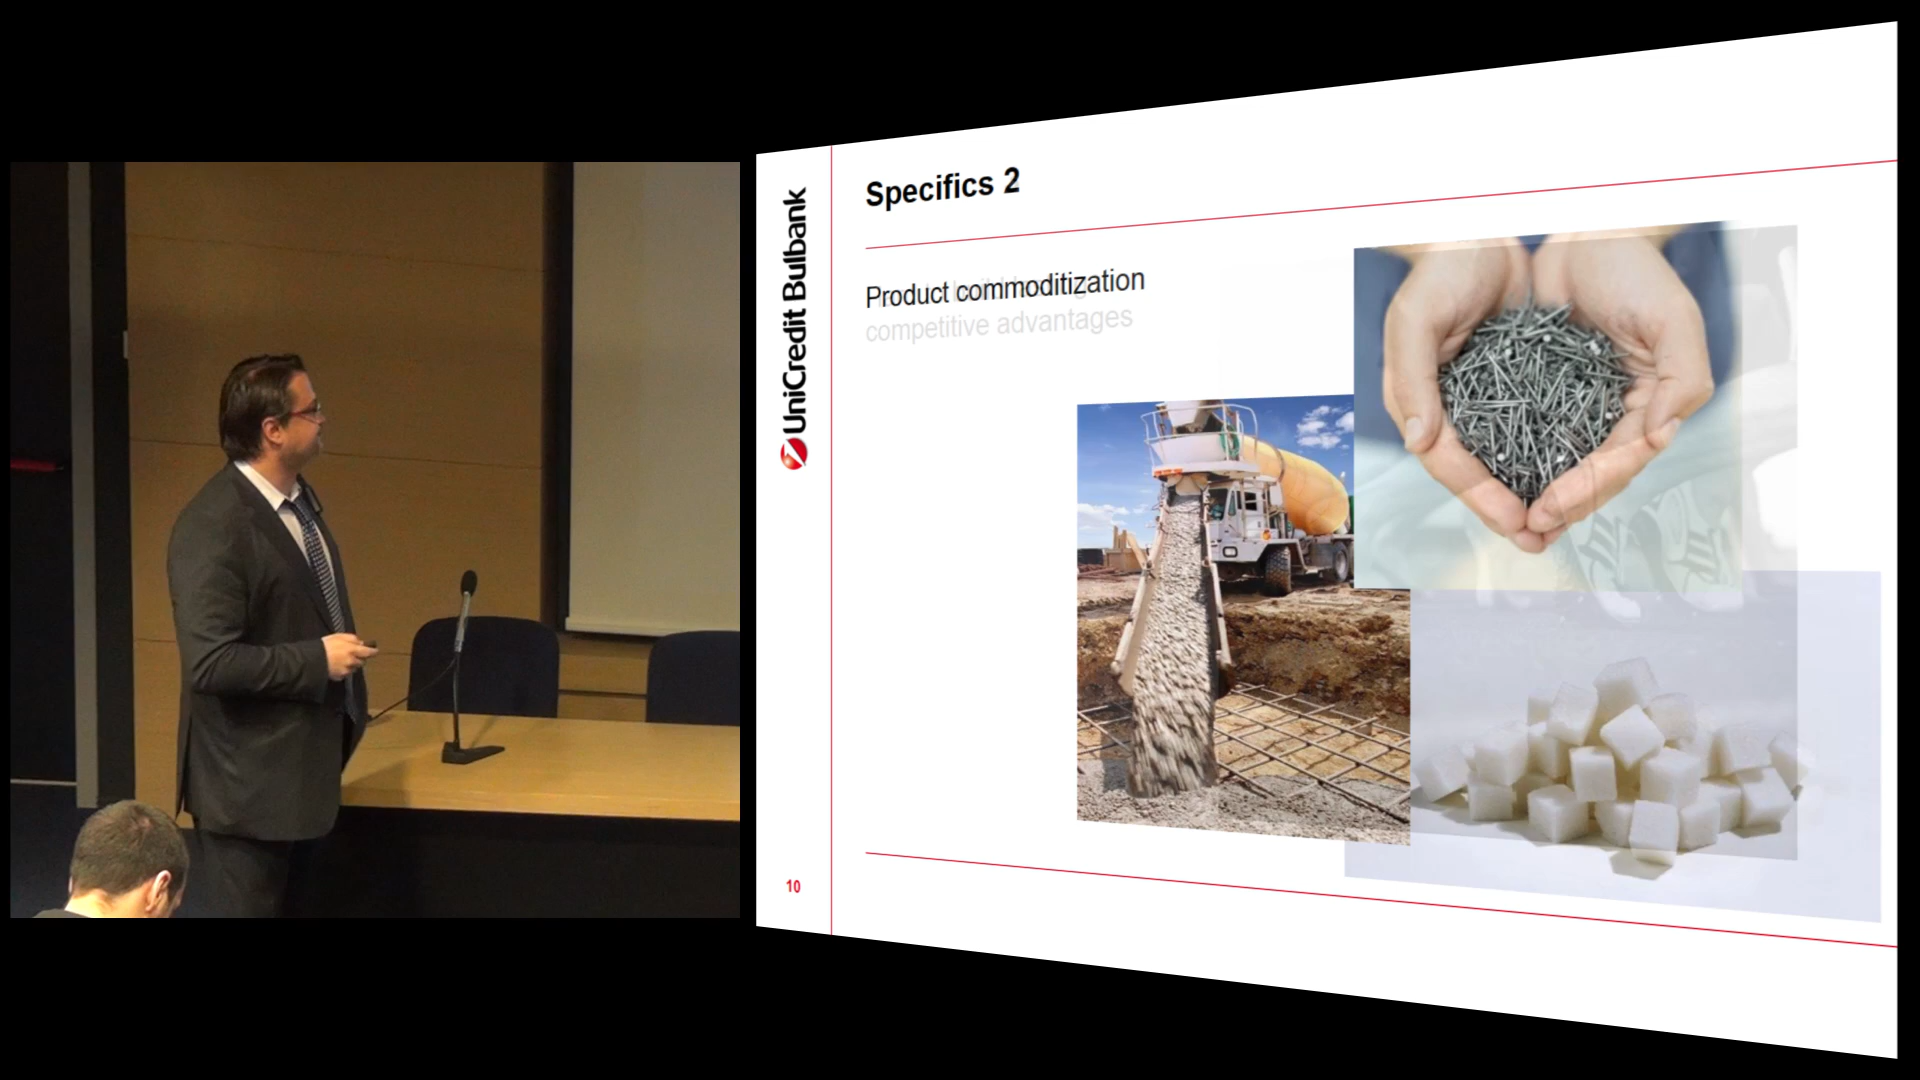 Specifics 2
Product commoditization
competitive advantages
UniCredit Bulbank
10